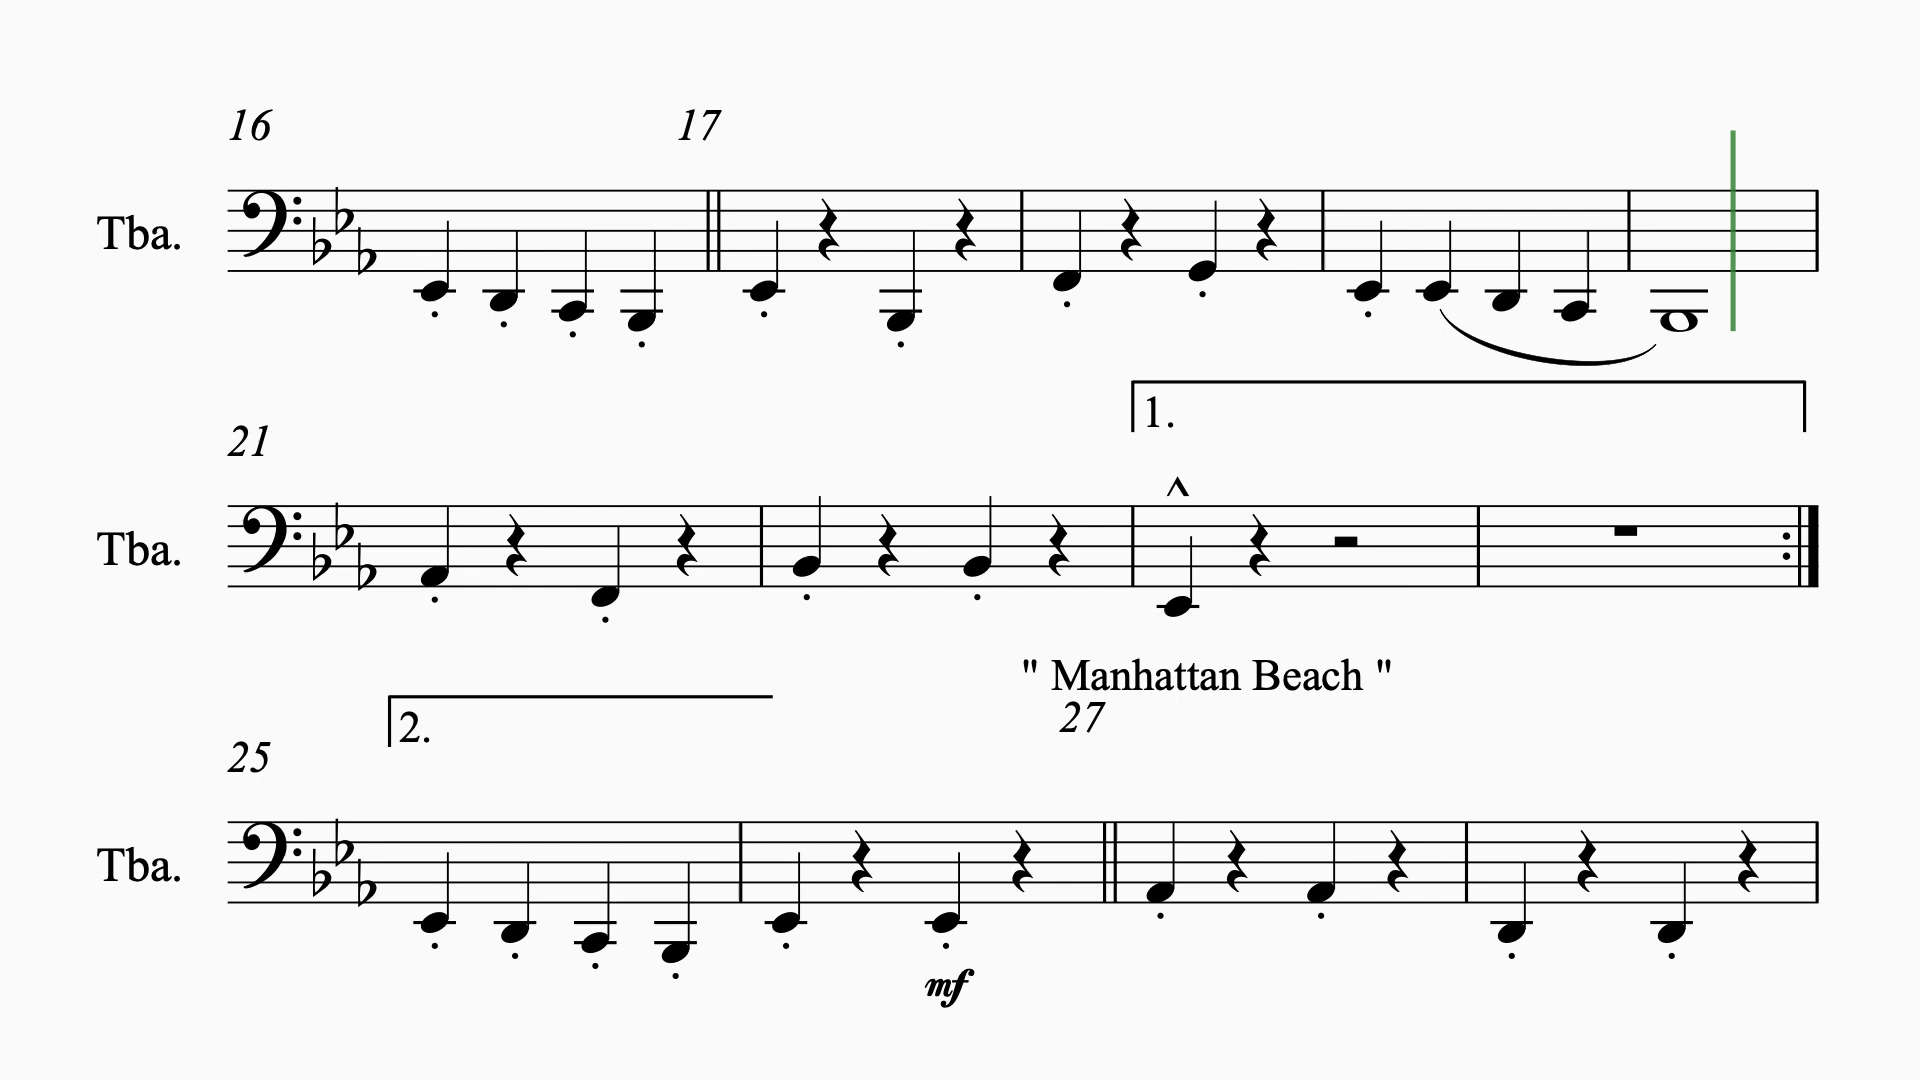 16 17
Tba.
1.
21
Tba.
" Manhattan Beach "
27
2.
25
Tba.
mf